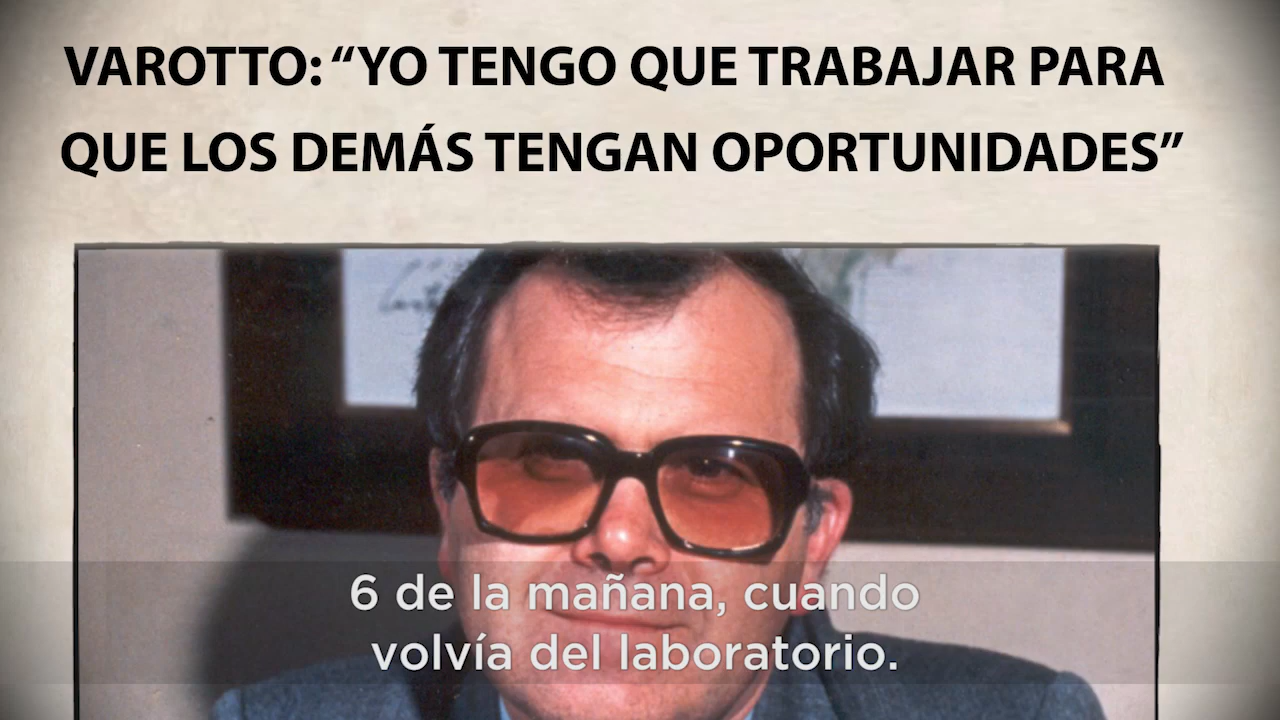 VAROTTO: “YO TENGO QUE TRABAJAR PARA
QUE LOS DEMÁS TENGAN OPORTUNIDADES”
6 de la mañana, cuando
volvía del laboratorio.